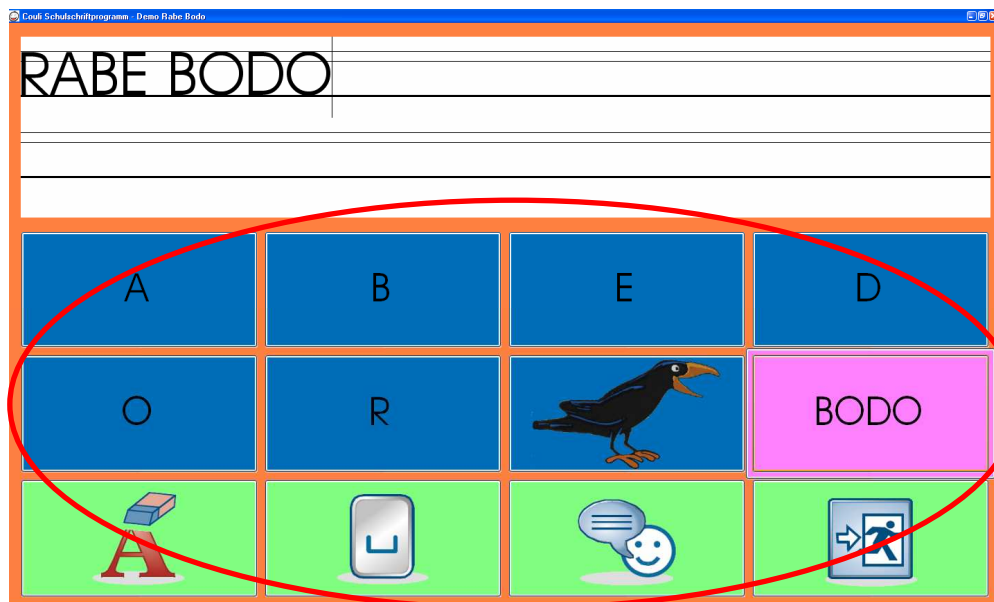 Couli Schulschriftprogramm - Demo Rabe Bodo
RABE BODO
A B E D
O R BODO
A